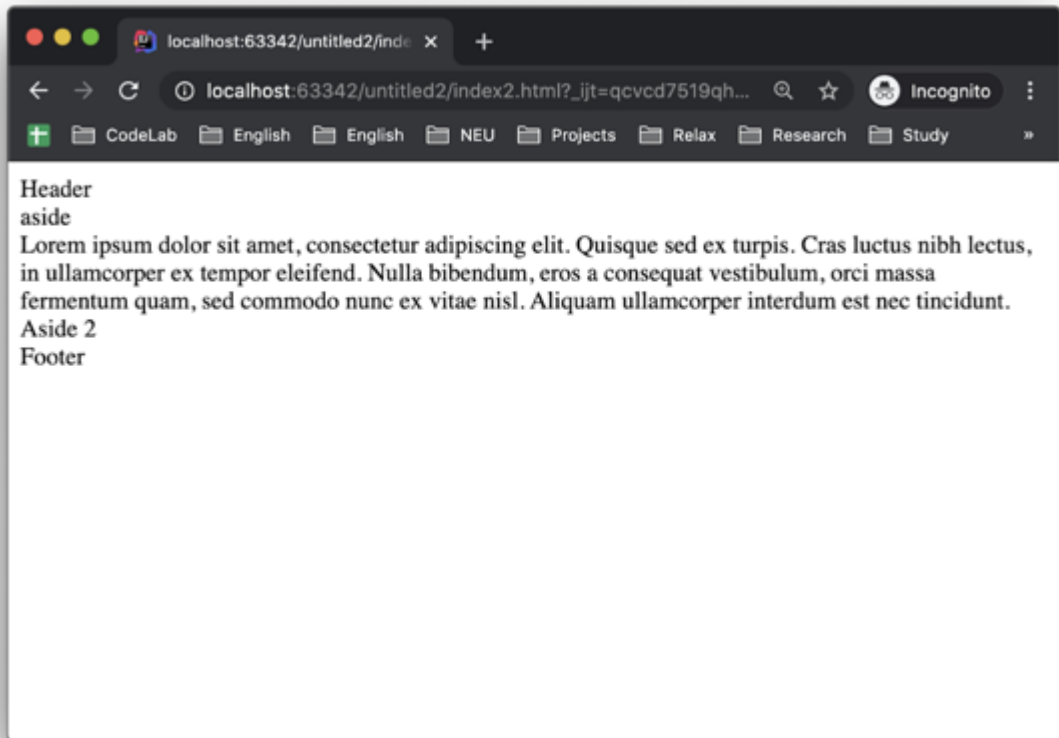 localhost:63342/untitled2/inde
localhost:63342/untitled2/index2.html?_ijt=qcvcd7519qh... Incognito
CodeLab English English NEU Projects Relax Research Study »
Header
aside
Lorem ipsum dolor sit amet, consectetur adipiscing elit. Quisque sed ex turpis. Cras luctus nibh lectus,
in ullamcorper ex tempor eleifend. Nulla bibendum, eros a consequat vestibulum, orci massa
fermentum quam, sed commodo nunc ex vitae nisl. Aliquam ullamcorper interdum est nec tincidunt.
Aside 2
Footer